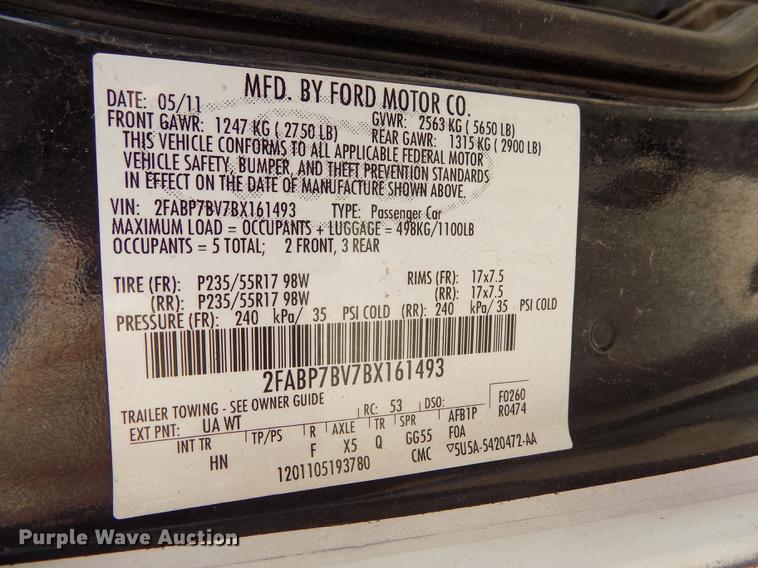 MFD. BY FORD MOTOR CO.
DATE: 05/11 GVWR: 2563 KG ( 5650 LB)
FRONT GAWR: 1247 KG ( 2750 LB) REAR GAWR: 1315 KG ( 2900 LB)
THIS VEHICLE CONFORMS TO ALL APPLICABLE FEDERAL MOTOR
VEHICLE SAFETY, BUMPER, AND THEFT PREVENTION STANDARDS
IN EFFECT ON THE DATE OF MANUFACTURE SHOWN ABOVE.
VIN: 2FABP7BV7BX161493 TYPE: Passenger Car
MAXIMUM LOAD = OCCUPANTS + LUGGAGE = 498KG/1100LB
OCCUPANTS = 5 TOTAL; 2 FRONT, 3 REAR
TIRE (FR): P235/55R17 98W RIMS (FR): 17x7.5
(RR): P235/55R17 98W (RR): 17x7.5
PRESSURE (FR): 240 kPa/ 35 PSI COLD (RR): 240 kPa/ 35 PSI COLD
2FABP7BV7BX161493
TRAILER TOWING - SEE OWNER GUIDE
EXT PNT: UA WT RC: 53 DSO: AFB1P F0260 R0474
INT TR TP/PS R AXLE TR SPR F0A
HN F X5 Q GG55 CMC ▽5U5A-5420472-AA
1201105193780
Purple Wave Auction